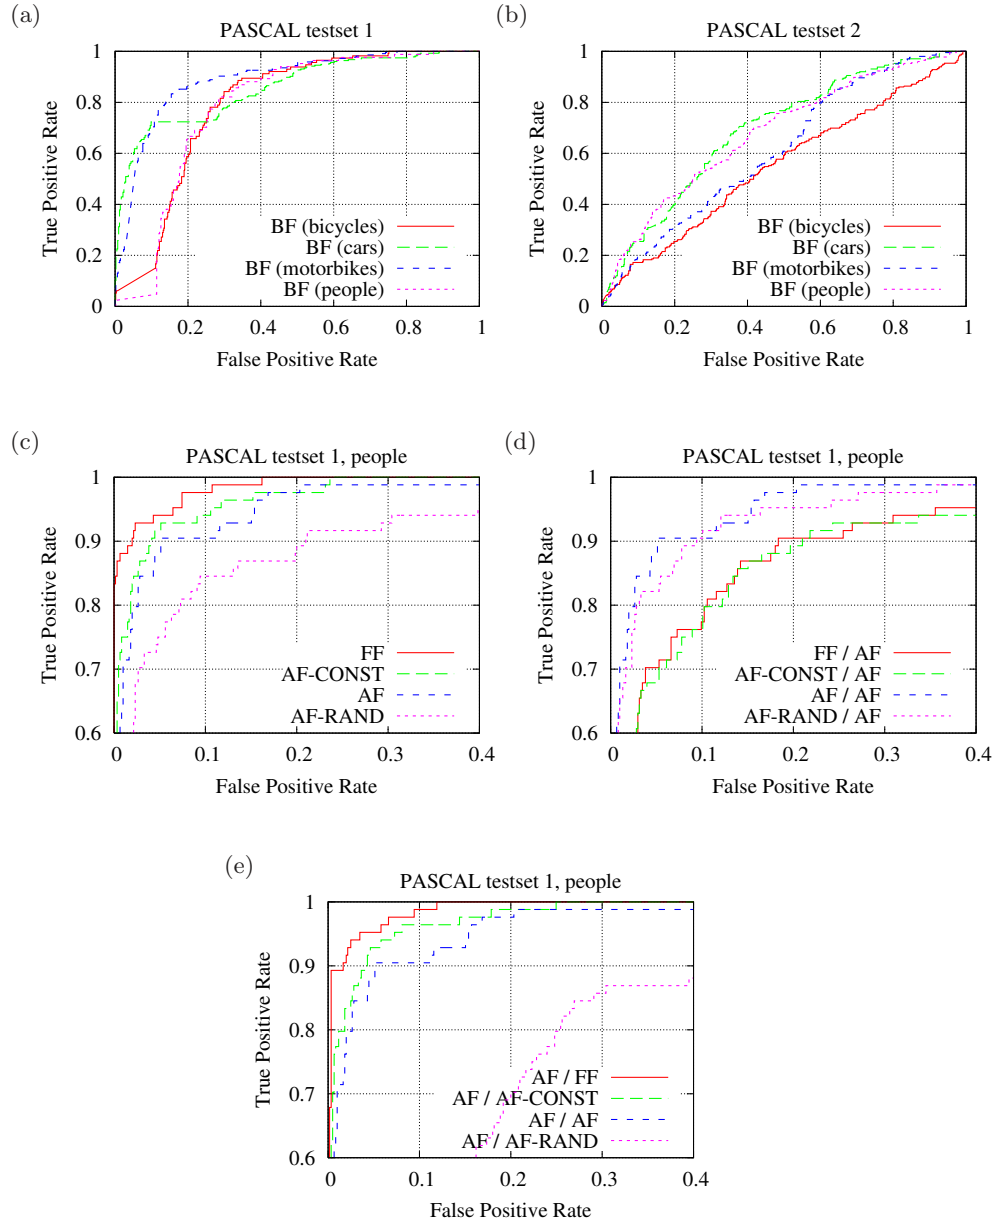 (a)
PASCAL testset 1
True Positive Rate
1
0.8
0.6
0.4
0.2
0
BF (bicycles)
BF (cars)
BF (motorbikes)
BF (people)
0 0.2 0.4 0.6 0.8 1
False Positive Rate
(b)
PASCAL testset 2
True Positive Rate
1
0.8
0.6
0.4
0.2
0
BF (bicycles)
BF (cars)
BF (motorbikes)
BF (people)
0 0.2 0.4 0.6 0.8 1
False Positive Rate
(c)
PASCAL testset 1, people
True Positive Rate
1
0.9
0.8
0.7
0.6
FF
AF-CONST
AF
AF-RAND
0 0.1 0.2 0.3 0.4
False Positive Rate
(d)
PASCAL testset 1, people
True Positive Rate
1
0.9
0.8
0.7
0.6
FF / AF
AF-CONST / AF
AF / AF
AF-RAND / AF
0 0.1 0.2 0.3 0.4
False Positive Rate
(e)
PASCAL testset 1, people
True Positive Rate
1
0.9
0.8
0.7
0.6
AF / FF
AF / AF-CONST
AF / AF
AF / AF-RAND
0 0.1 0.2 0.3 0.4
False Positive Rate